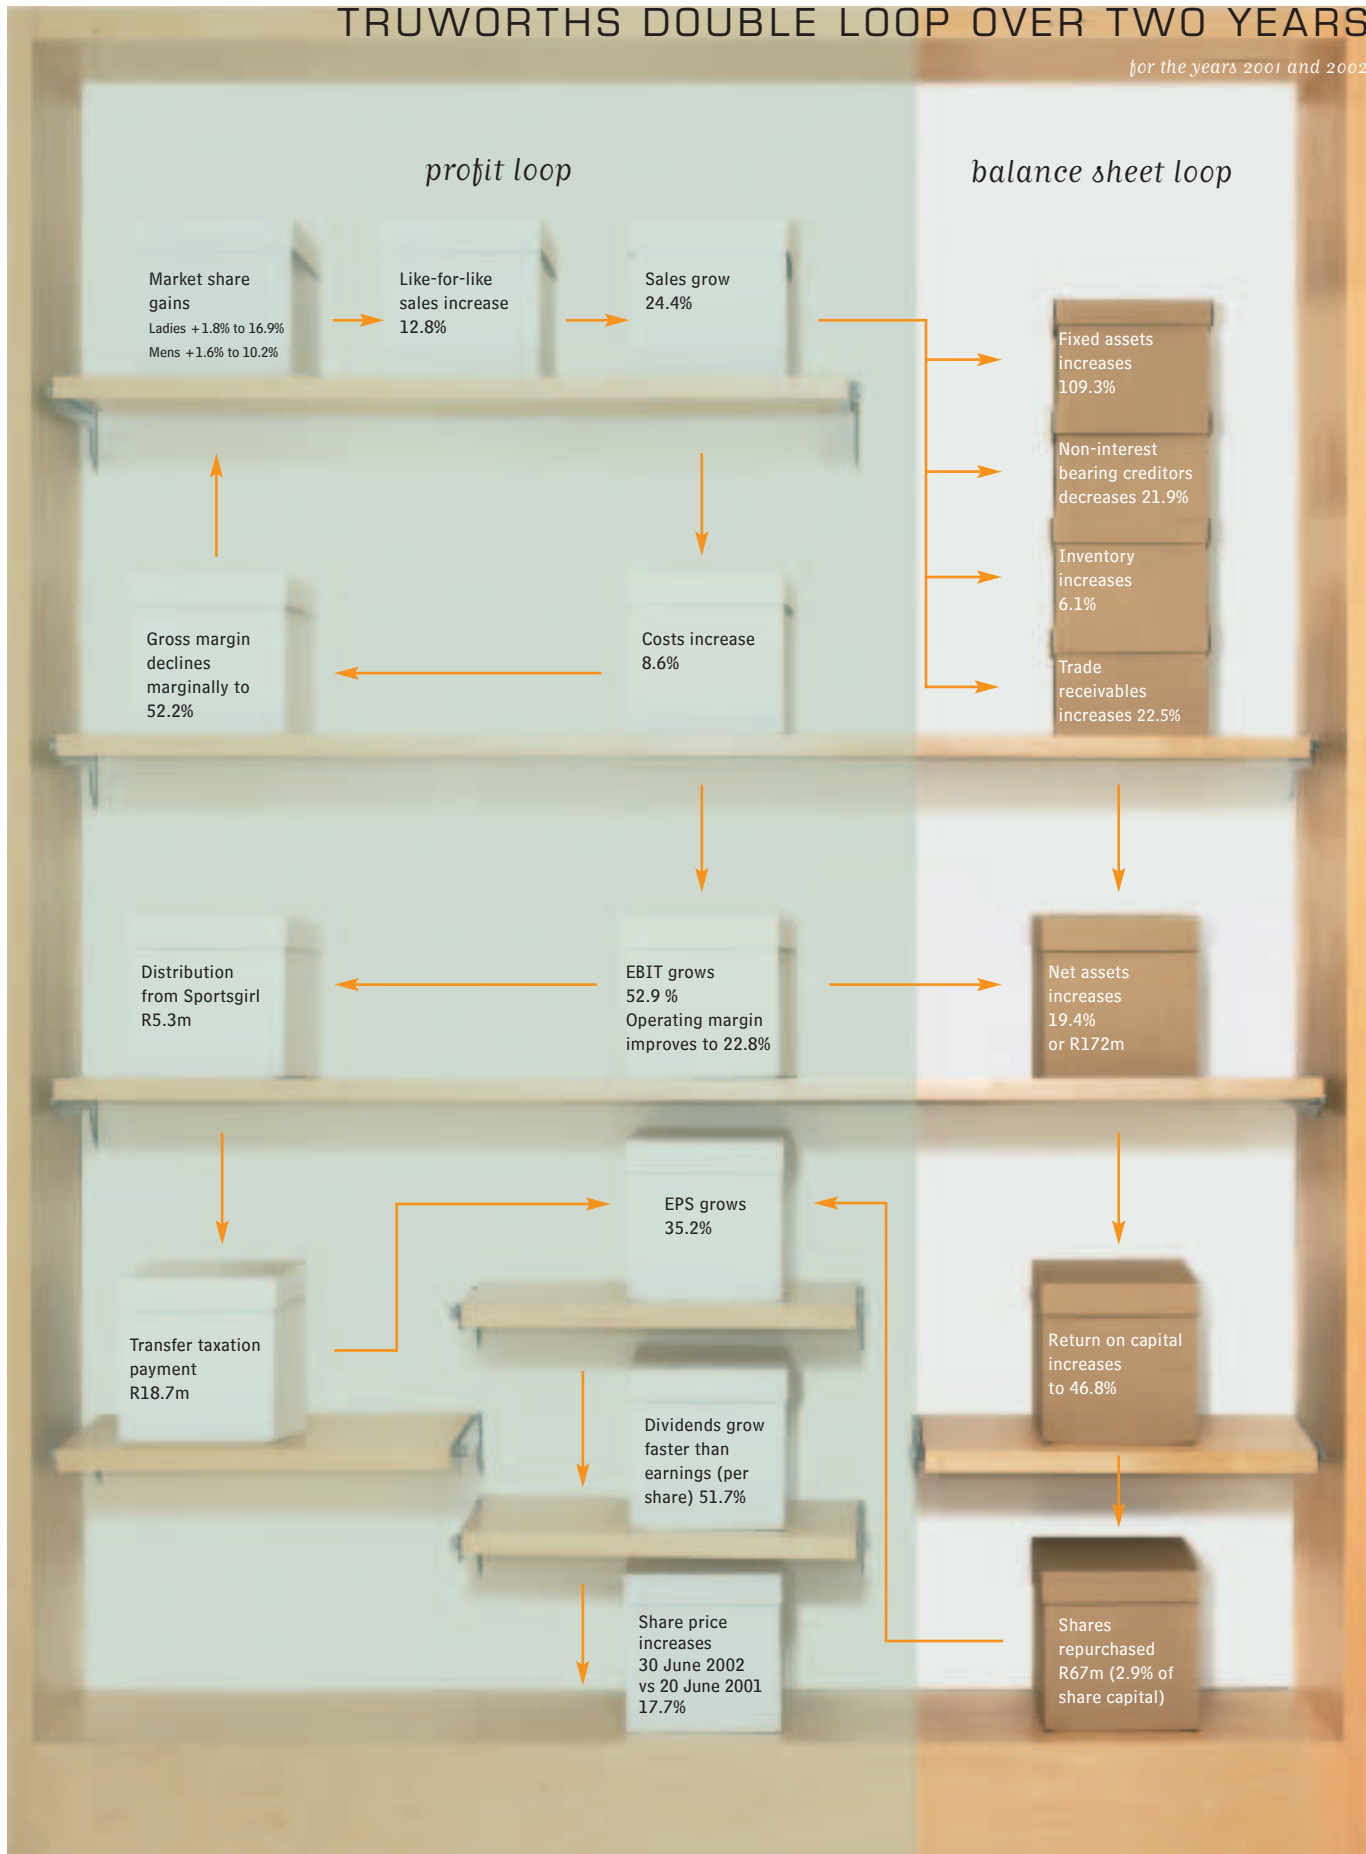 TRUWORTHS DOUBLE LOOP OVER TWO YEARS
for the years 2001 and 2002
profit loop
balance sheet loop
Market share
gains
Ladies +1.8% to 16.9%
Mens +1.6% to 10.2%
Like-for-like
sales increase
12.8%
Sales grow
24.4%
Fixed assets
increases
109.3%
Non-interest
bearing creditors
decreases 21.9%
Inventory
increases
6.1%
Trade
receivables
increases 22.5%
Gross margin
declines
marginally to
52.2%
Costs increase
8.6%
Distribution
from Sportsgirl
R5.3m
EBIT grows
52.9 %
Operating margin
improves to 22.8%
Net assets
increases
19.4%
or R172m
EPS grows
35.2%
Transfer taxation
payment
R18.7m
Return on capital
increases
to 46.8%
Dividends grow
faster than
earnings (per
share) 51.7%
Share price
increases
30 June 2002
vs 20 June 2001
17.7%
Shares
repurchased
R67m (2.9% of
share capital)